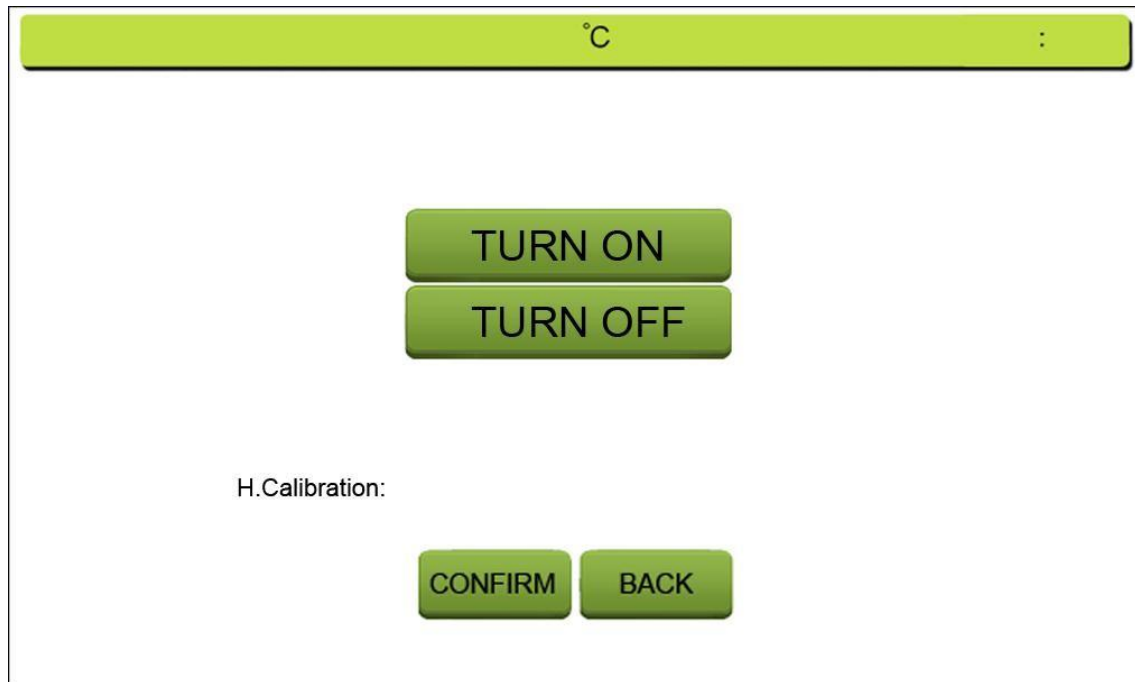 °C :
TURN ON
TURN OFF
H.Calibration:
CONFIRM BACK